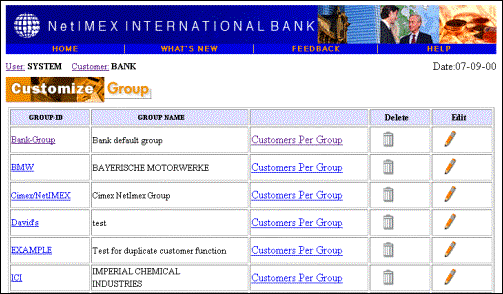 NetIMEX INTERNATIONAL BANK
HOME WHAT'S NEW FEEDBACK HELP
User: SYSTEM Customer: BANK Date:07-09-00
Customize Group
GROUP-ID GROUP NAME Delete Edit
Bank-Group Bank default group Customers Per Group
BMW BAYERISCHE MOTORWERKE Customers Per Group
Cimex/NetIMEX Cimex NetImex Group Customers Per Group
David's test Customers Per Group
EXAMPLE Test for duplicate customer function Customers Per Group
ICI IMPERIAL CHEMICAL Customers Per Group
INDUSTRIES